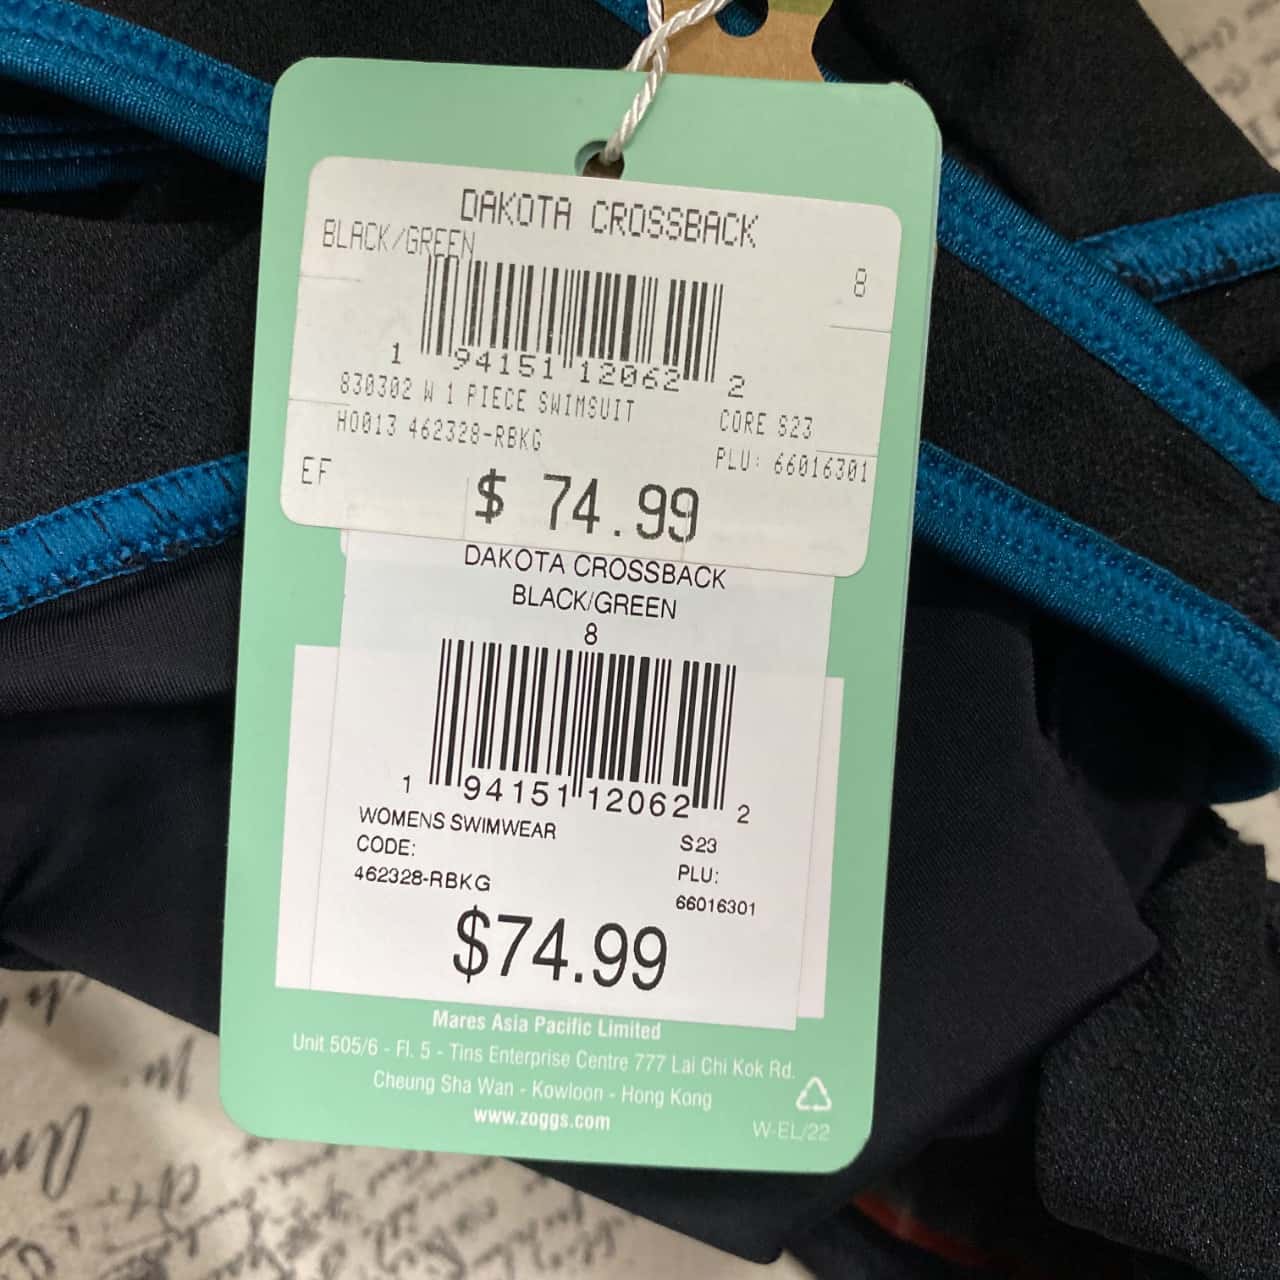 DAKOTA CROSSBACK
BLACK/GREEN
8
1 94151 12062 2
830302 W 1 PIECE SWIMSUIT
CORE S23
H0013 462328-RBKG
PLU: 66016301
EF
$ 74.99
DAKOTA CROSSBACK
BLACK/GREEN
8
1 94151 12062 2
WOMENS SWIMWEAR
S23
CODE:
PLU:
462328-RBKG
66016301
$74.99
Mares Asia Pacific Limited
Unit 505/6 - Fl. 5 - Tins Enterprise Centre 777 Lai Chi Kok Rd.
Cheung Sha Wan - Kowloon - Hong Kong
www.zoggs.com
W-EL/22